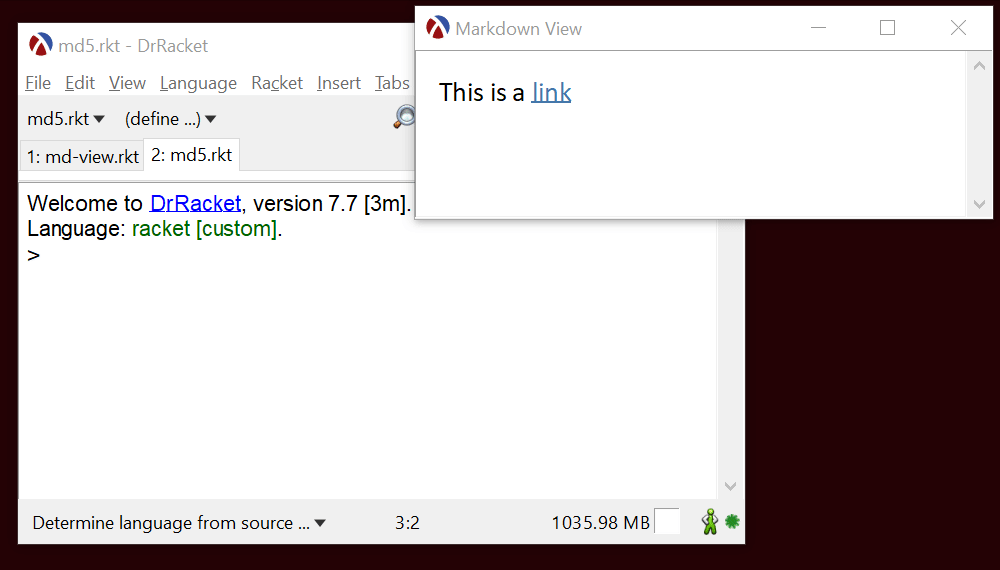 md5.rkt - DrRacket
File Edit View Language Racket Insert Tabs
md5.rkt (define ...)
1: md-view.rkt 2: md5.rkt
Welcome to DrRacket, version 7.7 [3m].
Language: racket [custom].
>
Determine language from source ... 3:2 1035.98 MB
Markdown View
This is a link